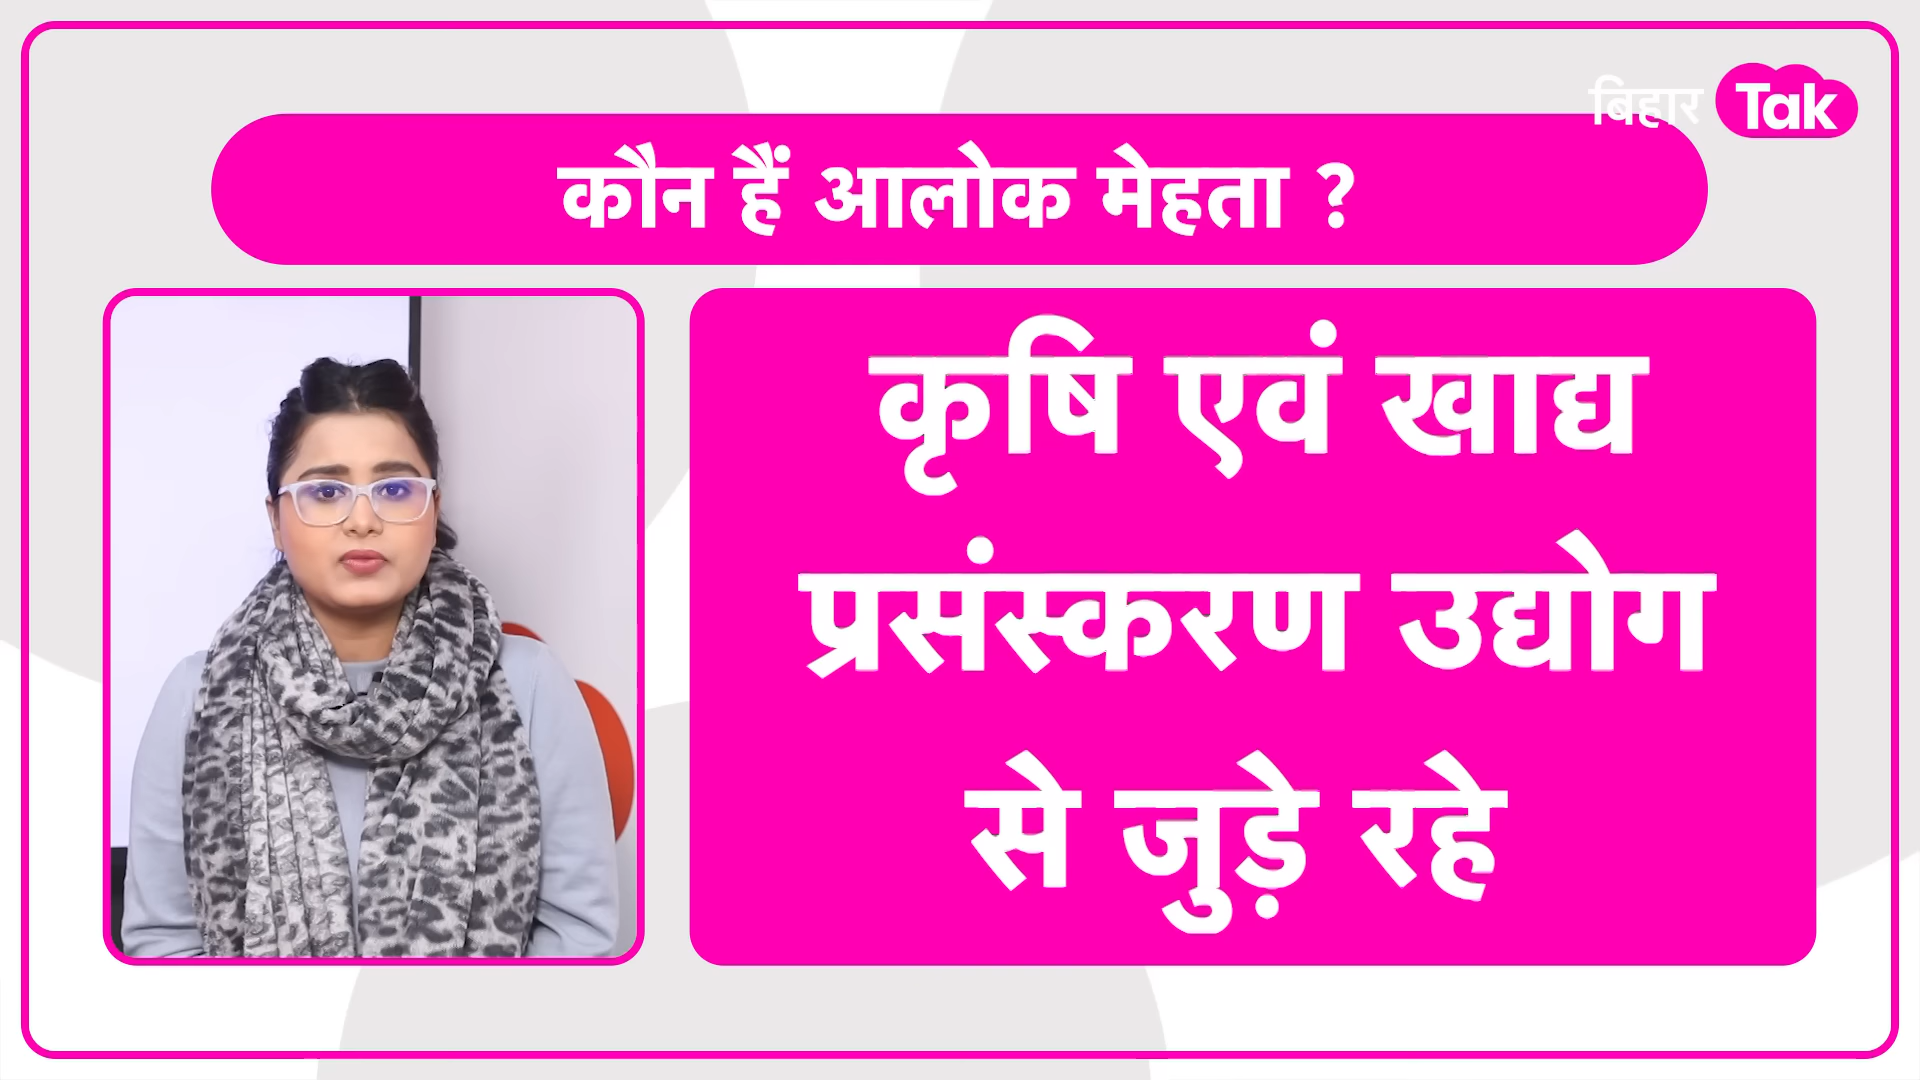 बिहार Tak
कौन हैं आलोक मेहता ?
कृषि एवं खाद्य
प्रसंस्करण उद्योग
से जुड़े रहे